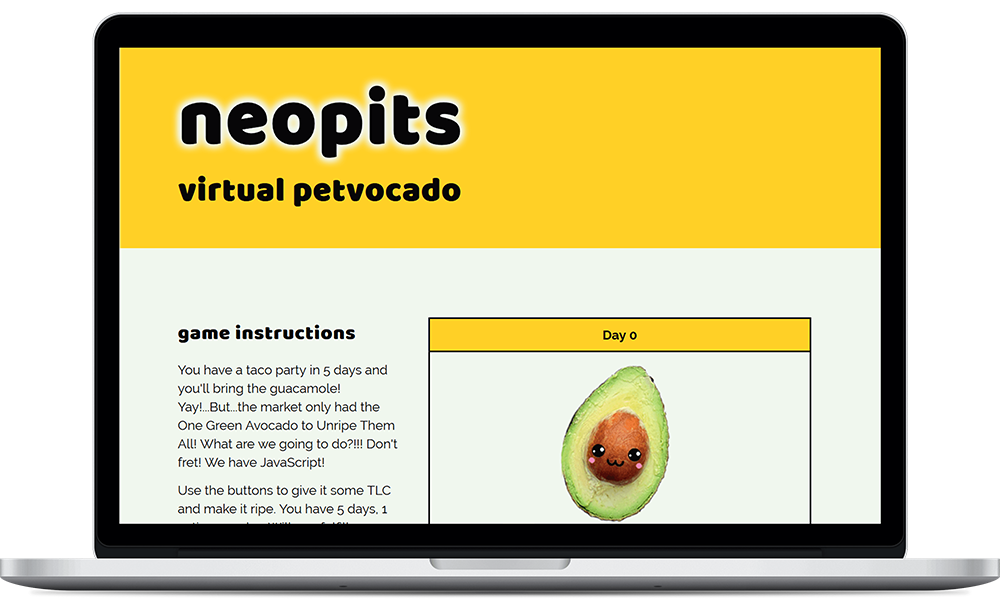 neopits
virtual petvocado
game instructions
You have a taco party in 5 days and
you'll bring the guacamole!
Yay!...But...the market only had the
One Green Avocado to Unripe Them
All! What are we going to do?!!! Don't
fret! We have JavaScript!
Use the buttons to give it some TLC
and make it ripe. You have 5 days, 1
Day 0